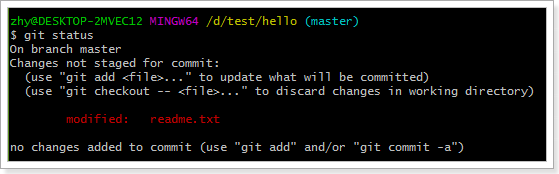 zhy@DESKTOP-2MVEC12 MINGW64 /d/test/hello (master)
$ git status
On branch master
Changes not staged for commit:
  (use "git add <file>..." to update what will be committed)
  (use "git checkout -- <file>..." to discard changes in working directory)
        modified:   readme.txt
no changes added to commit (use "git add" and/or "git commit -a")